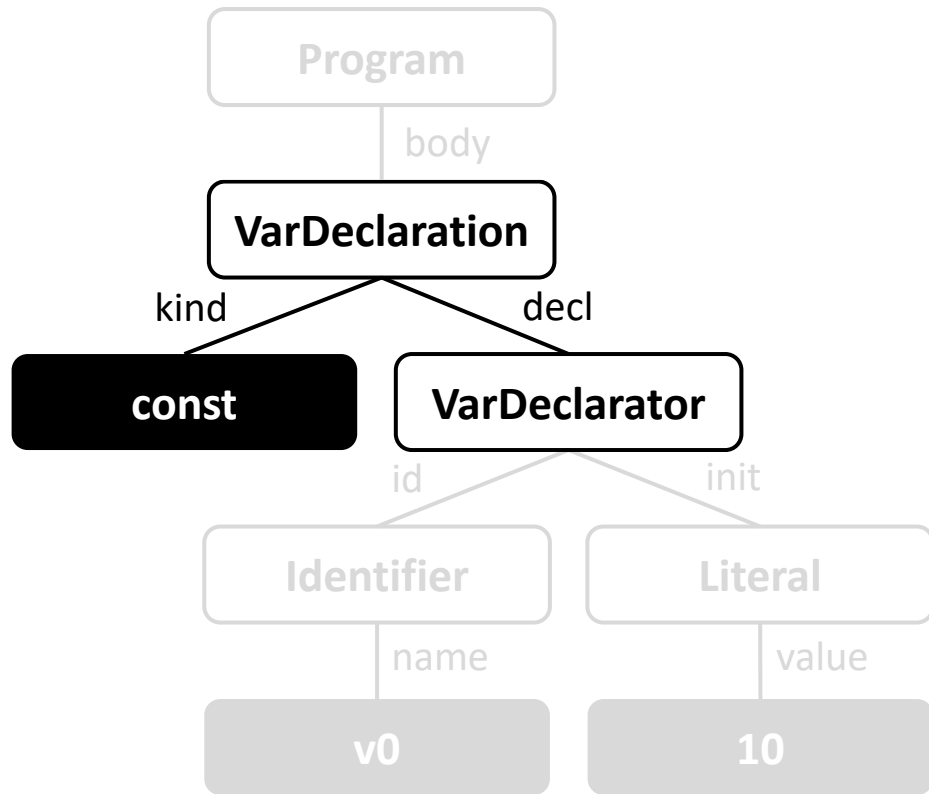 Program
body
VarDeclaration
kind decl
const VarDeclarator
id init
Identifier Literal
name value
v0 10